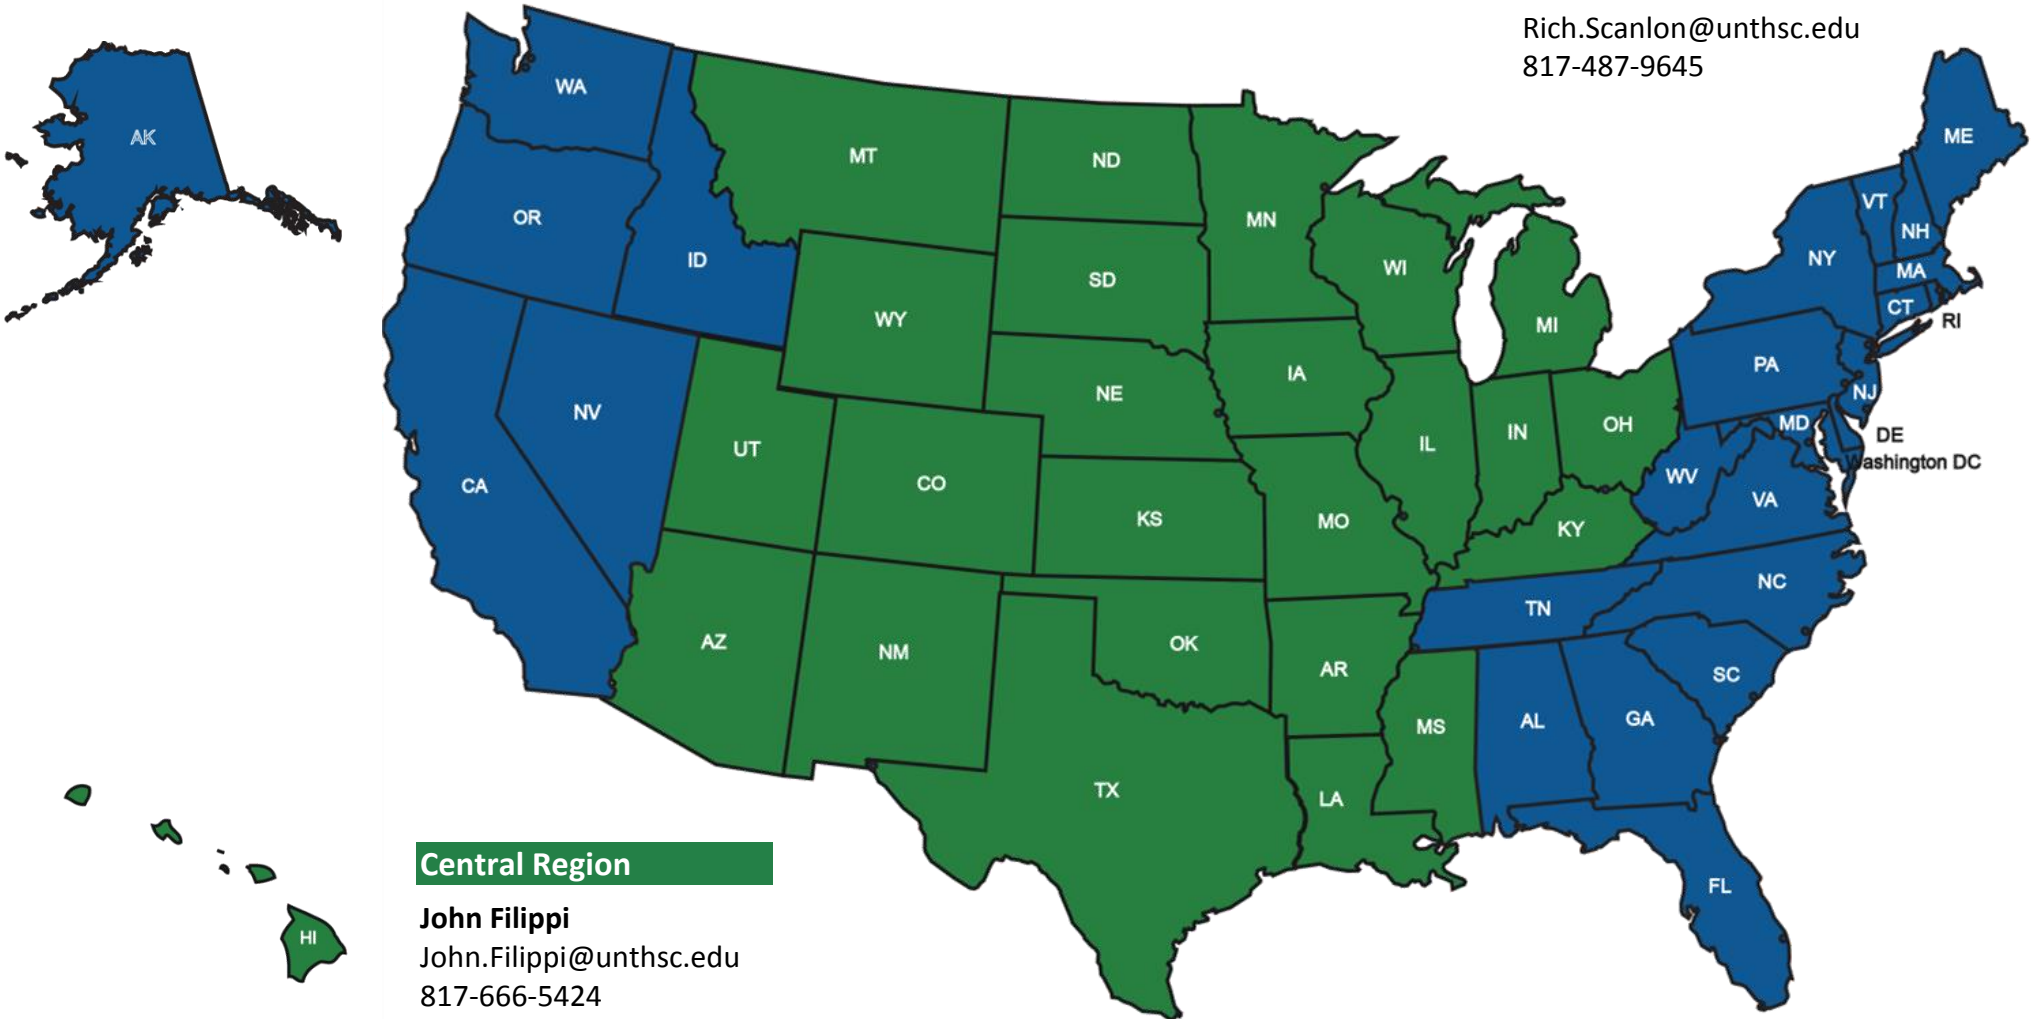 Rich.Scanlon@unthsc.edu
817-487-9645
WA
AK
ME
MT
ND
VT
OR
MN
NH
ID
NY
WI
MA
SD
CT
WY
MI
RI
PA
IA
NE
NJ
NV
MD
OH
IN
DE
UT
IL
Washington DC
WV
CO
CA
VA
KS
MO
KY
NC
TN
AZ
OK
NM
AR
SC
GA
AL
MS
TX
LA
Central Region
FL
John Filippi
HI
John.Filippi@unthsc.edu
817-666-5424